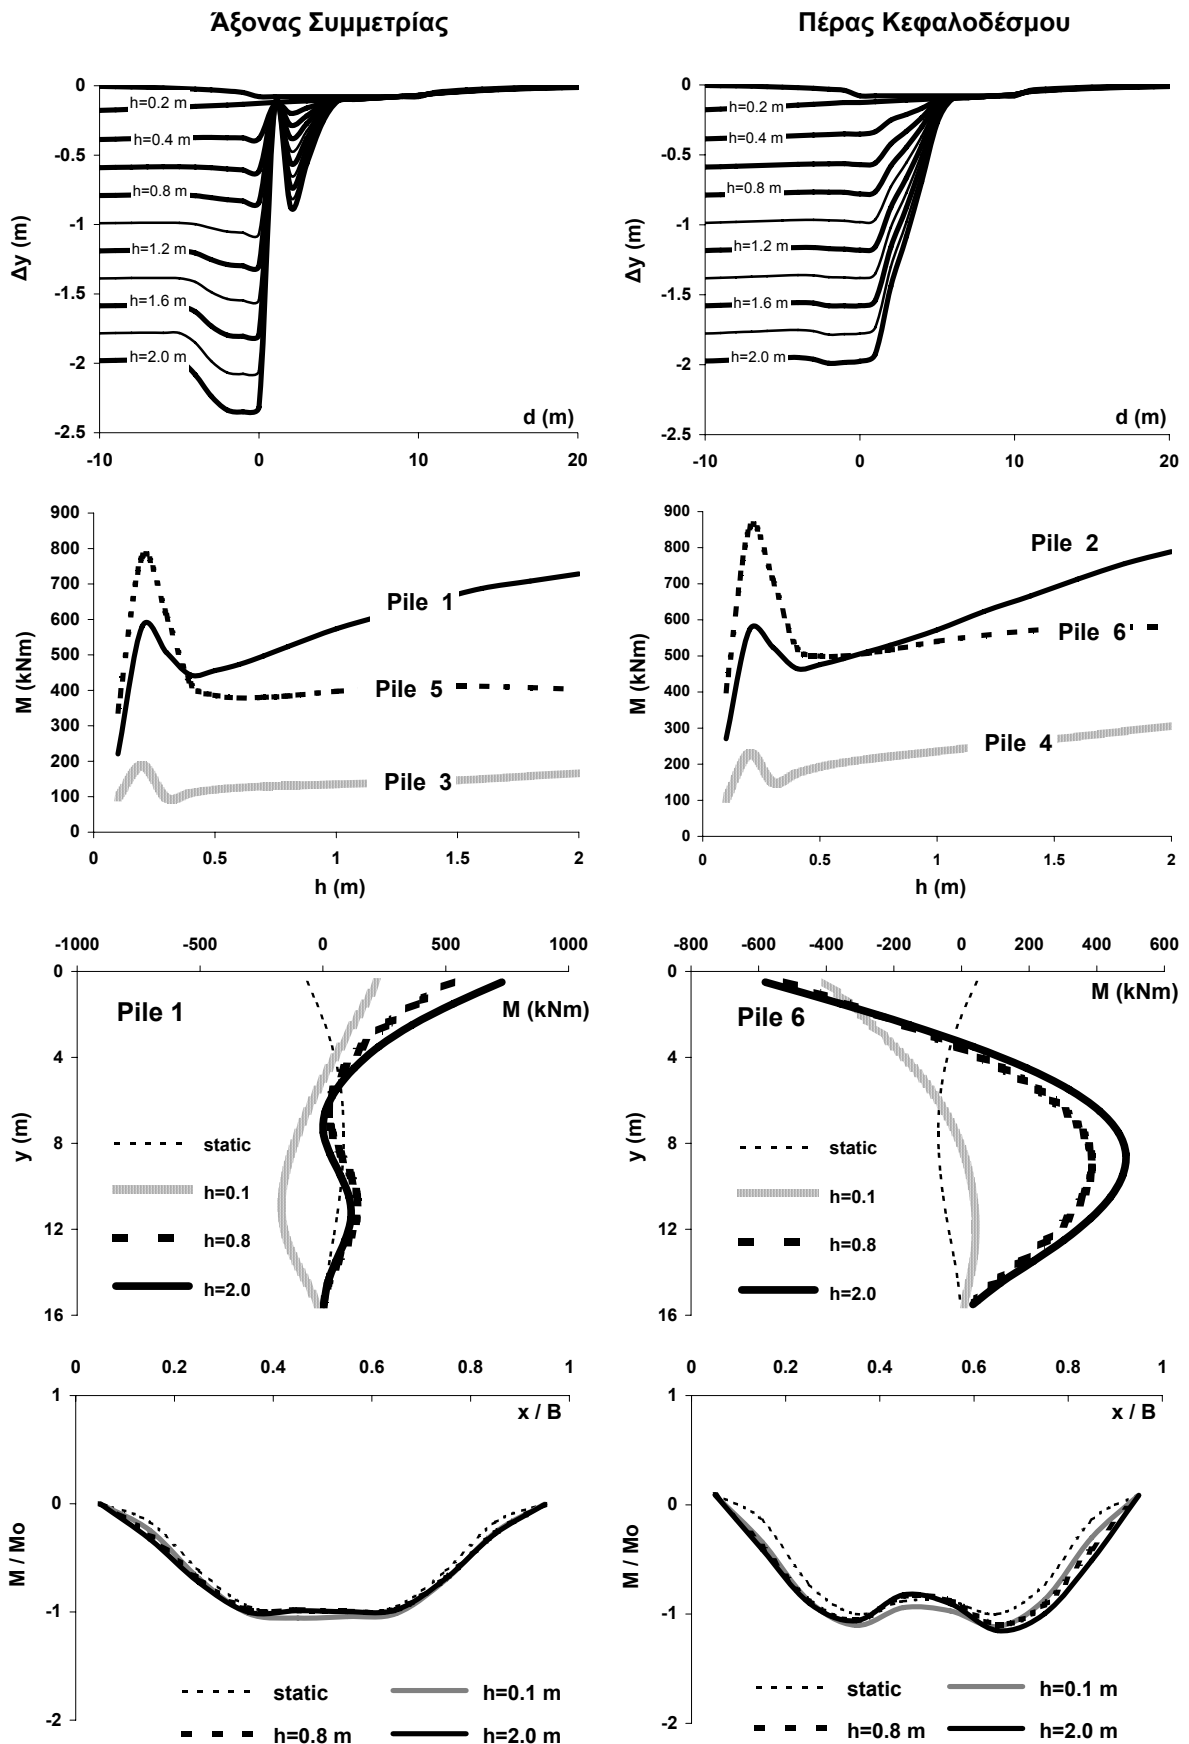 Άξονας Συμμετρίας
Πέρας Κεφαλοδέσμου
0
-0.5
-1
-1.5
-2
-2.5
Δy (m)
h=0.2 m
h=0.4 m
h=0.8 m
h=1.2 m
h=1.6 m
h=2.0 m
d (m)
-10
0
10
20
0
-0.5
-1
-1.5
-2
-2.5
Δy (m)
h=0.2 m
h=0.4 m
h=0.8 m
h=1.2 m
h=1.6 m
h=2.0 m
d (m)
-10
0
10
20
900
800
700
600
500
400
300
200
100
0
M (kNm)
Pile 1
Pile 5
Pile 3
0
0.5
1
1.5
2
h (m)
900
800
700
600
500
400
300
200
100
0
M (kNm)
Pile 2
Pile 6
Pile 4
0
0.5
1
1.5
2
h (m)
-1000
-500
0
500
1000
0
4
8
12
16
y (m)
M (kNm)
Pile 1
static
h=0.1
h=0.8
h=2.0
-800
-600
-400
-200
0
200
400
600
0
4
8
12
16
y (m)
M (kNm)
Pile 6
static
h=0.1
h=0.8
h=2.0
0
0.2
0.4
0.6
0.8
1
x / B
1
0
-1
-2
M / Mo
static
h=0.1 m
h=0.8 m
h=2.0 m
0
0.2
0.4
0.6
0.8
1
x / B
1
0
-1
-2
M / Mo
static
h=0.1 m
h=0.8 m
h=2.0 m